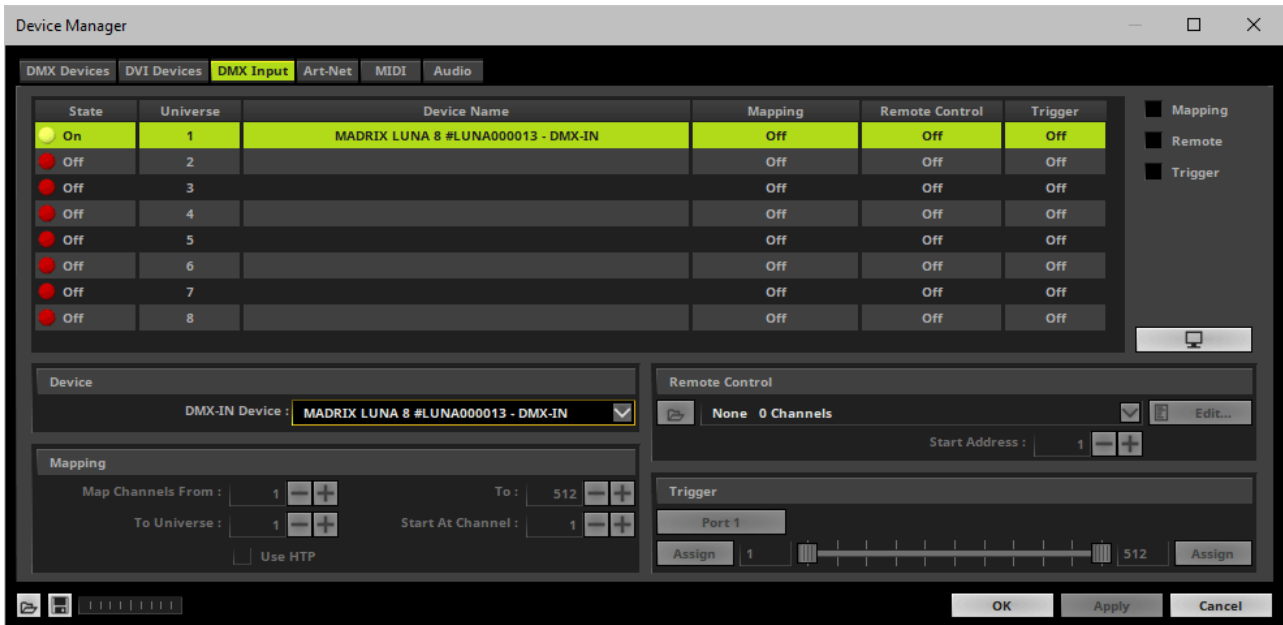 Device Manager
DMX Devices DVI Devices DMX Input Art-Net MIDI Audio
State Universe Device Name Mapping Remote Control Trigger
On 1 MADRIX LUNA 8 #LUNA000013 - DMX-IN Off Off Off
Off 2 Off Off Off
Off 3 Off Off Off
Off 4 Off Off Off
Off 5 Off Off Off
Off 6 Off Off Off
Off 7 Off Off Off
Off 8 Off Off Off
Mapping
Remote
Trigger
Device
DMX-IN Device : MADRIX LUNA 8 #LUNA000013 - DMX-IN
Mapping
Map Channels From : 1 To : 512
To Universe : 1 Start At Channel : 1
Use HTP
Remote Control
None 0 Channels Edit...
Start Address : 1
Trigger
Port 1
Assign 1 512 Assign
OK Apply Cancel